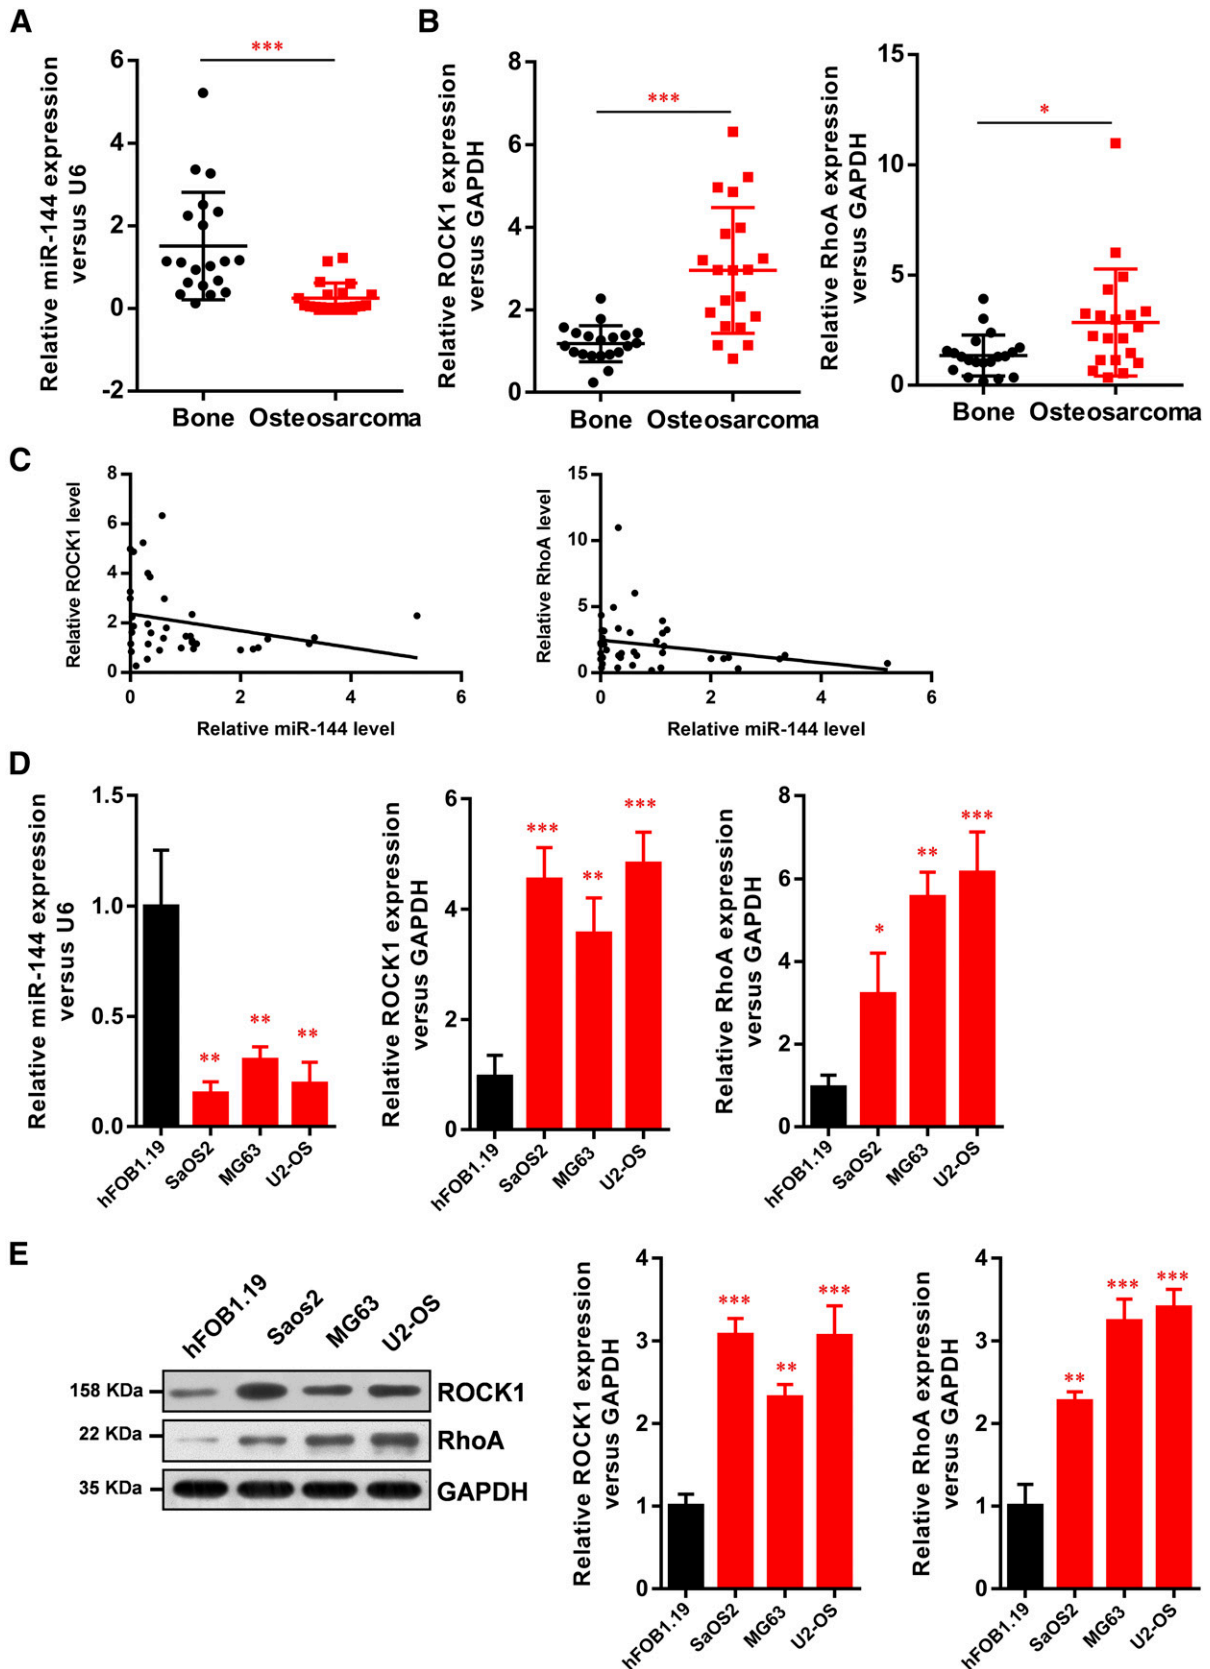 A
Relative miR-144 expression
versus U6
6
4
2
0
-2
***
Bone Osteosarcoma
B
Relative ROCK1 expression
versus GAPDH
8
6
4
2
0
***
Bone Osteosarcoma
Relative RhoA expression
versus GAPDH
15
10
5
0
*
Bone Osteosarcoma
C
Relative ROCK1 level
8
6
4
2
0
0 2 4 6
Relative miR-144 level
Relative RhoA level
15
10
5
0
0 2 4 6
Relative miR-144 level
D
Relative miR-144 expression
versus U6
1.5
1.0
0.5
0.0
** ** **
hFOB1.19 SaOS2 MG63 U2-OS
Relative ROCK1 expression
versus GAPDH
6
4
2
0
*** ** ***
hFOB1.19 SaOS2 MG63 U2-OS
Relative RhoA expression
versus GAPDH
8
6
4
2
0
* ** ***
hFOB1.19 SaOS2 MG63 U2-OS
E
hFOB1.19 Saos2 MG63 U2-OS
158 KDa ROCK1
22 KDa RhoA
35 KDa GAPDH
Relative ROCK1 expression
versus GAPDH
4
3
2
1
0
*** ** ***
hFOB1.19 SaOS2 MG63 U2-OS
Relative RhoA expression
versus GAPDH
4
3
2
1
0
** *** ***
hFOB1.19 SaOS2 MG63 U2-OS